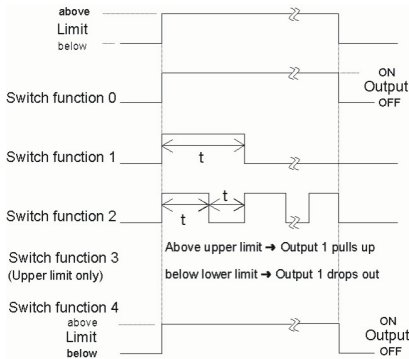 above
Limit
below
ON
Output
OFF
Switch function 0
Switch function 1
t
t
Switch function 2
t
Switch function 3
(Upper limit only)
Above upper limit → Output 1 pulls up
below lower limit → Output 1 drops out
Switch function 4
above
Limit
below
ON
Output
OFF